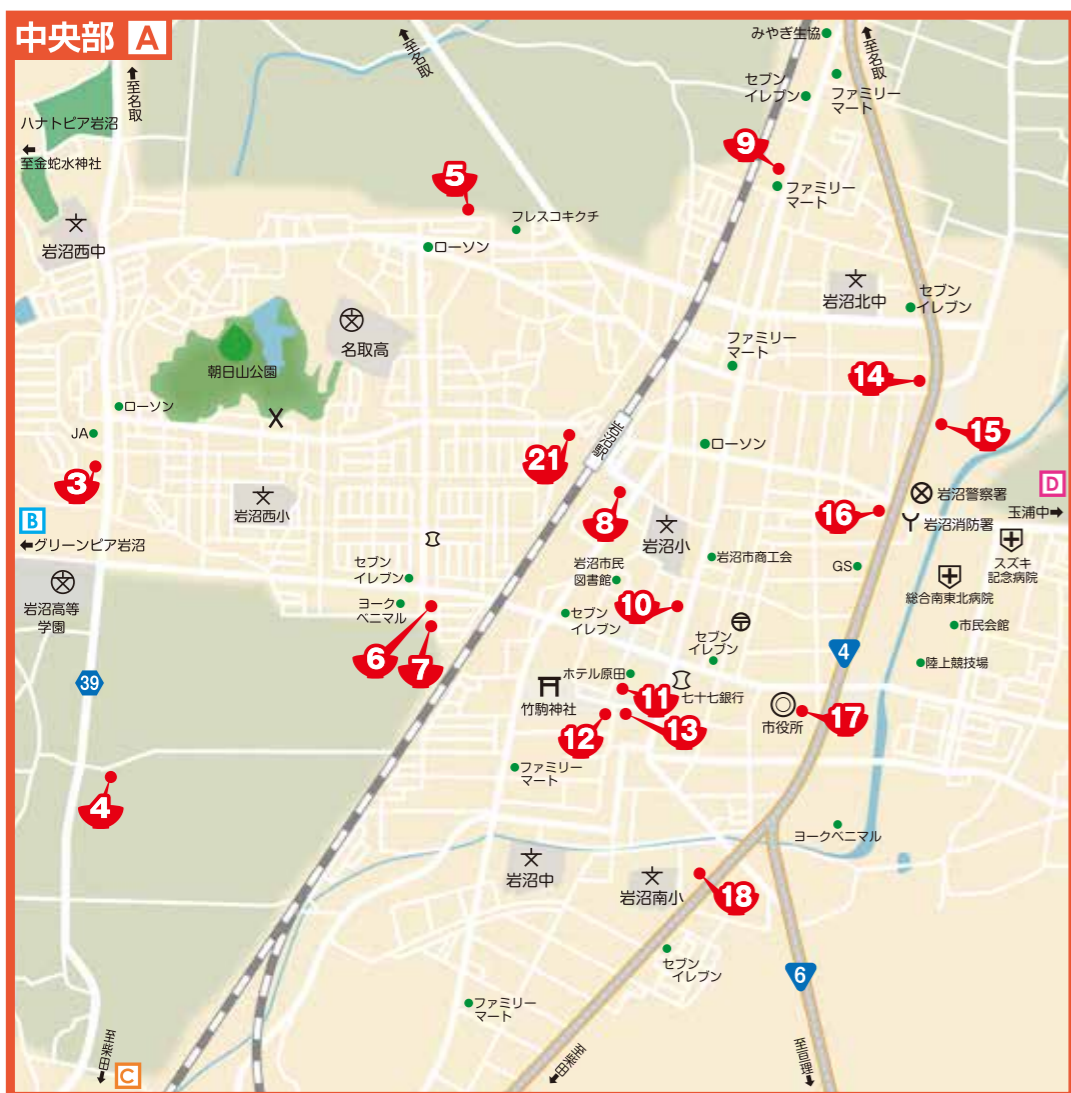 中央部 A
みやぎ生協
至名取
至名取
至名取
セブン
イレブン
ファミリー
マート
ハナトピア岩沼
至金蛇水神社
9
5
ファミリー
マート
フレスコキクチ
岩沼西中
ローソン
岩沼北中
セブン
イレブン
名取高
ファミリー
マート
朝日山公園
14
ローソン
JA
15
岩沼駅
ローソン
21
3
D
岩沼警察署
8
16
玉浦中
岩沼西小
B
岩沼消防署
グリーンピア岩沼
岩沼小
岩沼市商工会
スズキ
記念病院
セブン
イレブン
岩沼市民
図書館
GS
総合南東北病院
岩沼高等
学園
ヨーク
ベニマル
10
セブン
イレブン
市民会館
セブン
イレブン
6
7
4
陸上競技場
ホテル原田
39
11
七十七銀行
竹駒神社
17
市役所
12
13
ファミリー
マート
4
ヨークベニマル
岩沼中
岩沼南小
18
セブン
イレブン
6
ファミリー
マート
至柴田
C
至柴田
至亘理